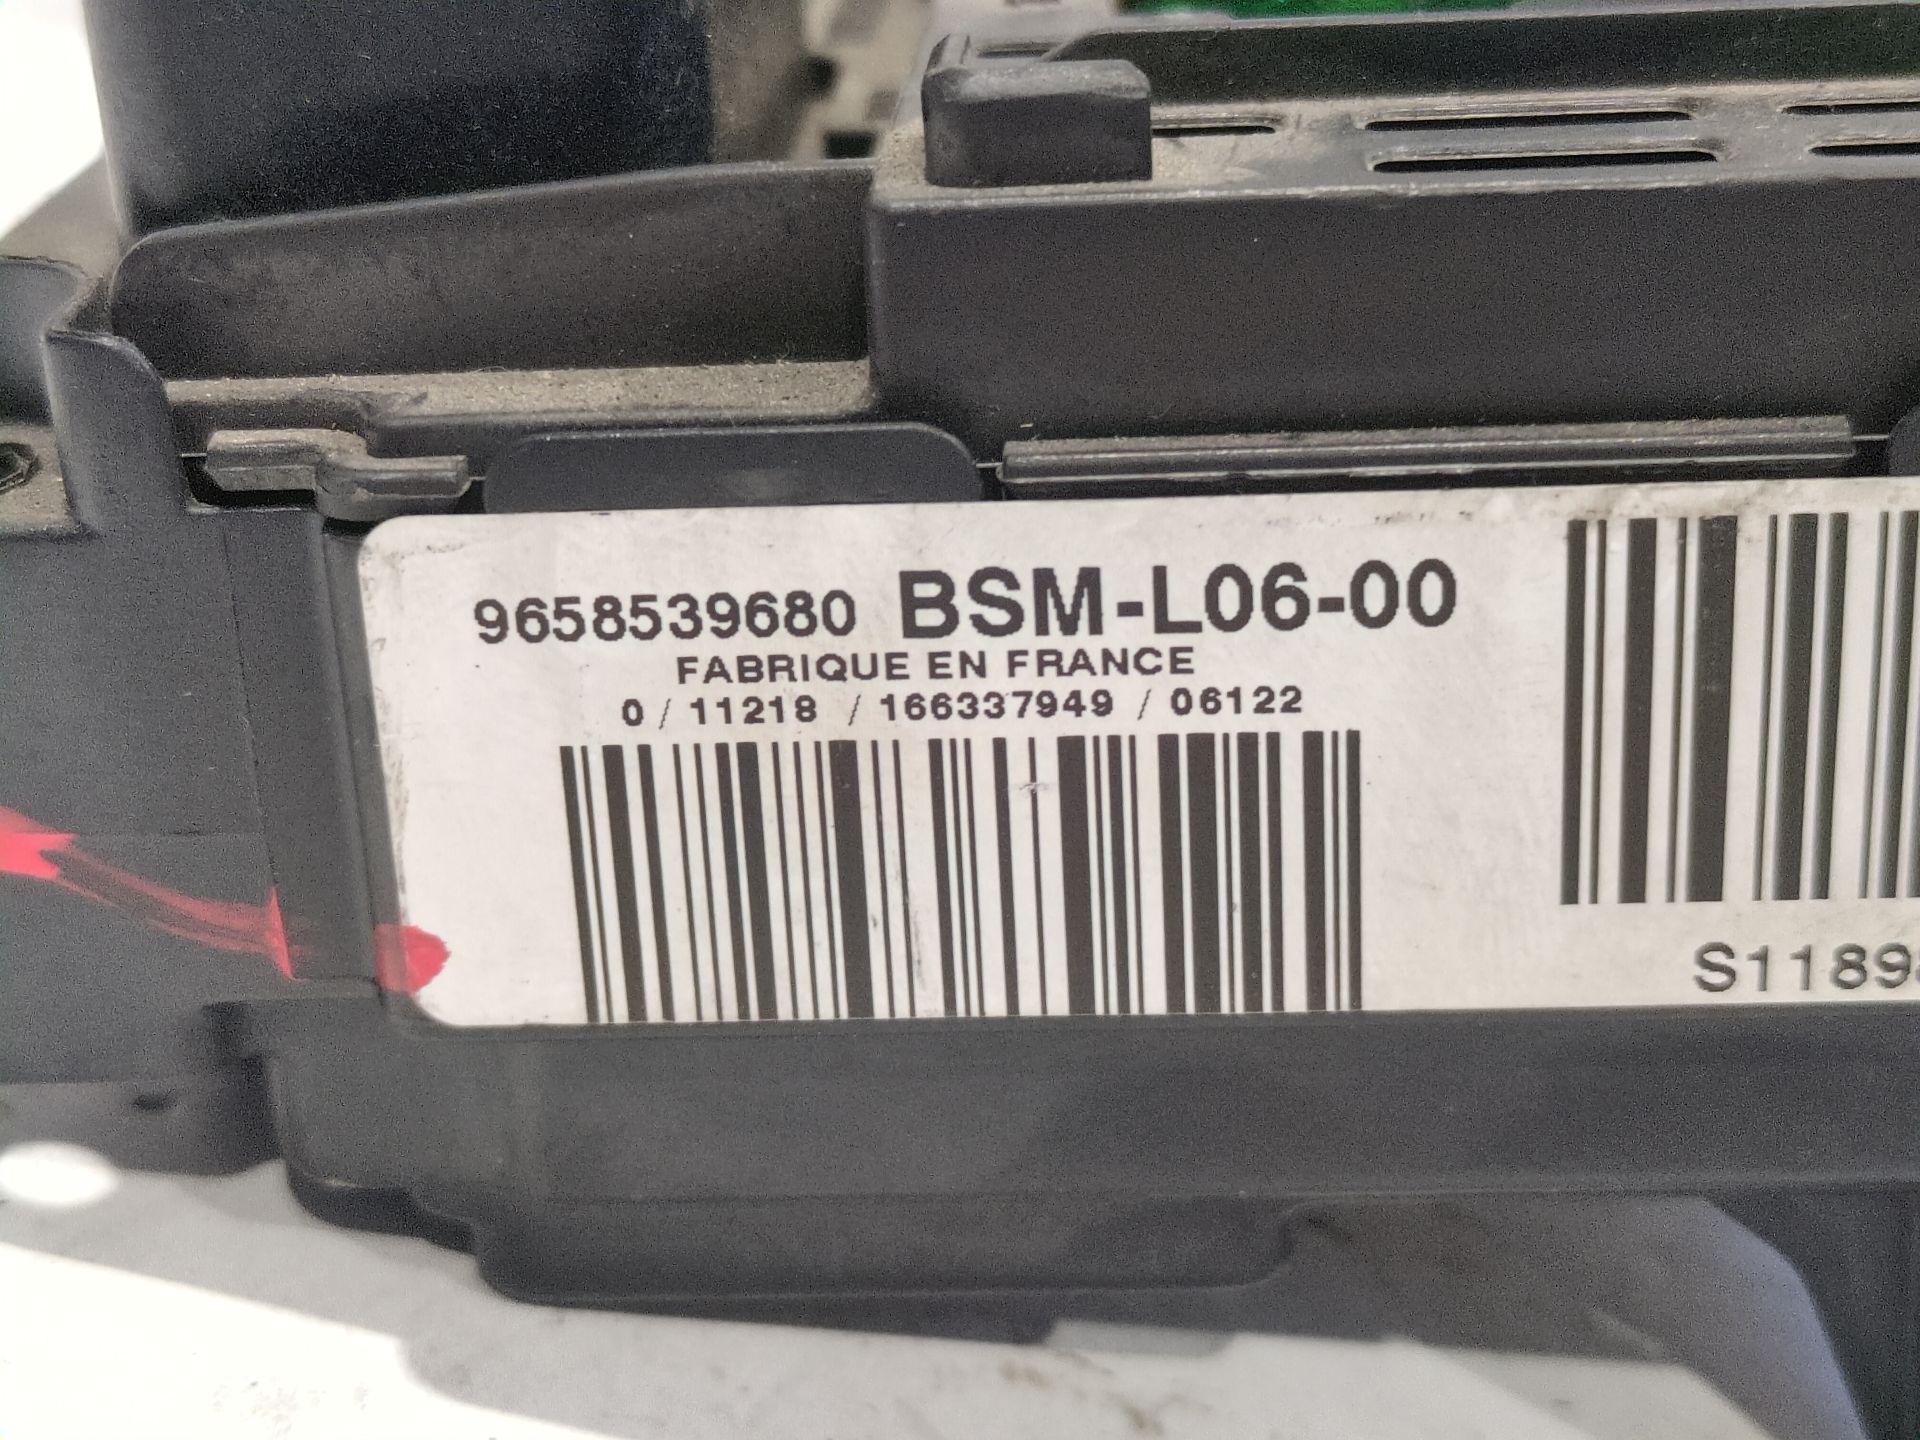 9658539680 BSM-L06-00
FABRIQUE EN FRANCE
0 / 11218 / 166337949 / 06122